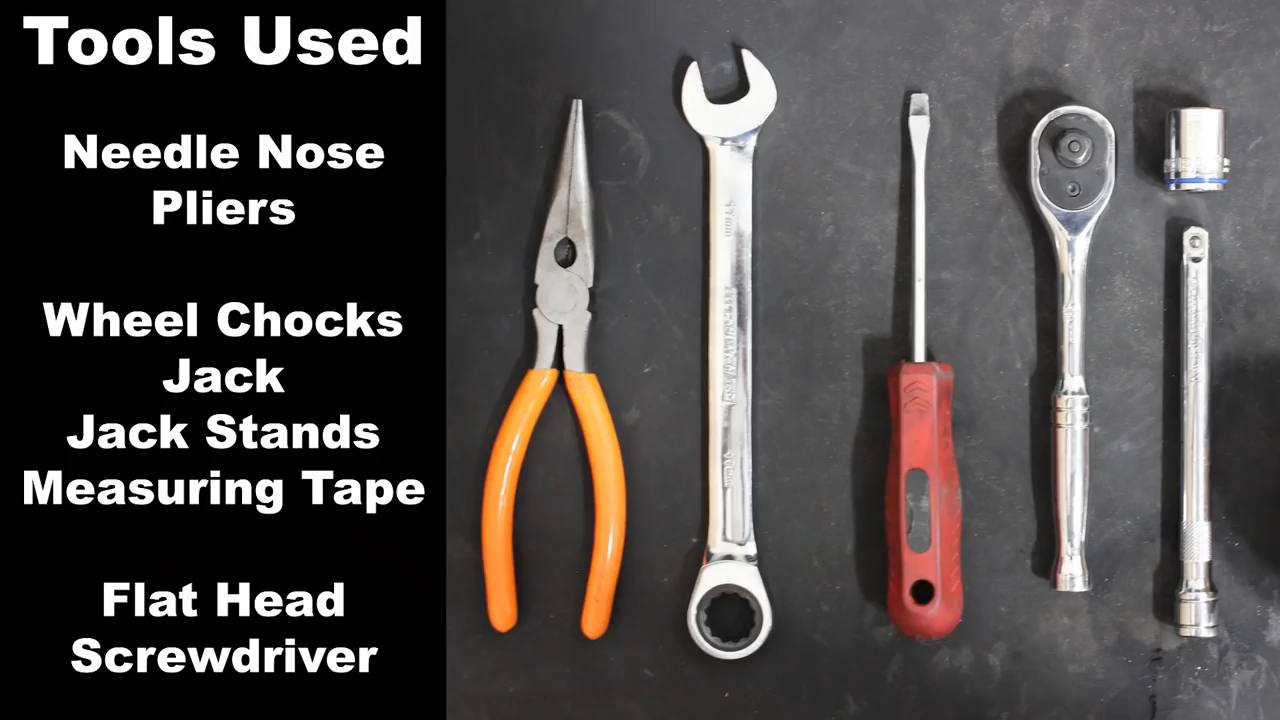 Tools Used
Needle Nose
Pliers
Wheel Chocks
Jack
Jack Stands
Measuring Tape
Flat Head
Screwdriver